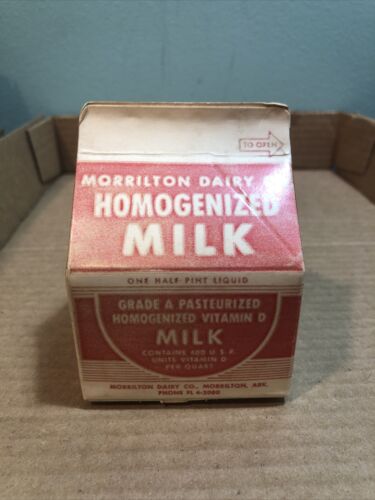 TO OPEN
MORRILTON DAIRY
HOMOGENIZED
MILK
ONE HALF PINT LIQUID
GRADE A PASTEURIZED
HOMOGENIZED VITAMIN D
MILK
CONTAINS 400 U.S.P.
UNITS VITAMIN D
PER QUART
MORRILTON DAIRY CO., MORRILTON, ARK.
PHONE FL 4-2080